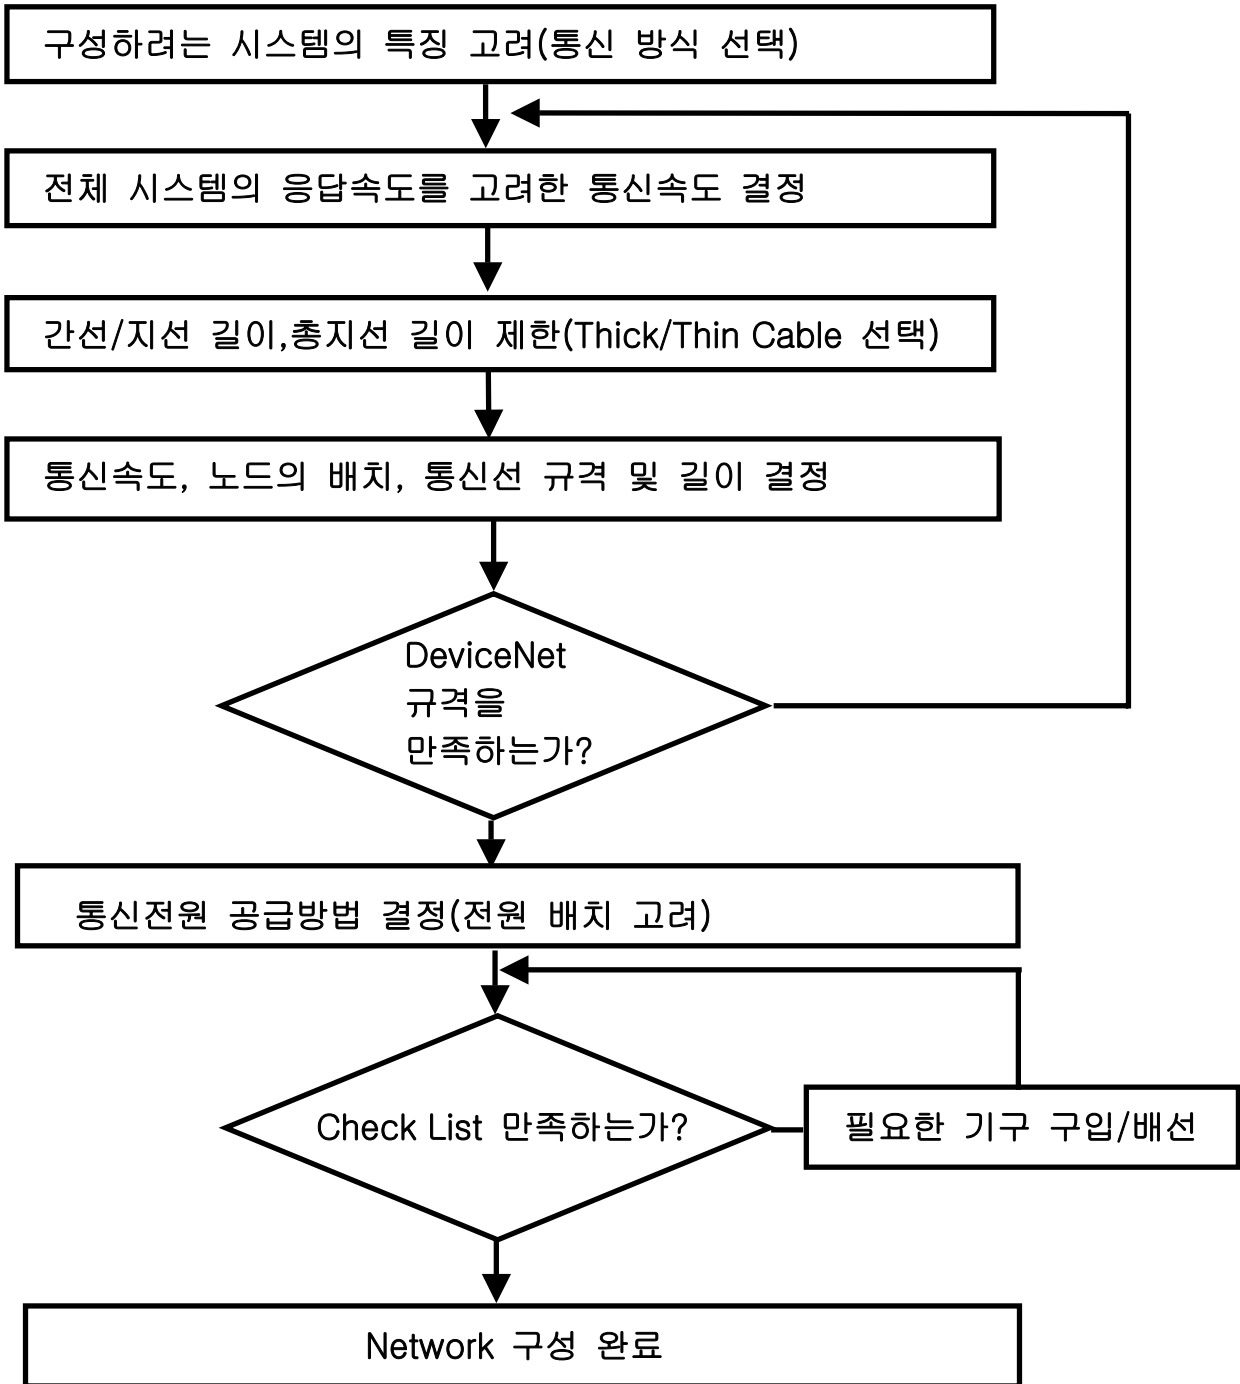 구성하려는 시스템의 특징 고려(통신 방식 선택)
전체 시스템의 응답속도를 고려한 통신속도 결정
간선/지선 길이,총지선 길이 제한(Thick/Thin Cable 선택)
통신속도, 노드의 배치, 통신선 규격 및 길이 결정
DeviceNet
규격을
만족하는가?
통신전원 공급방법 결정(전원 배치 고려)
Check List 만족하는가?
필요한 기구 구입/배선
Network 구성 완료